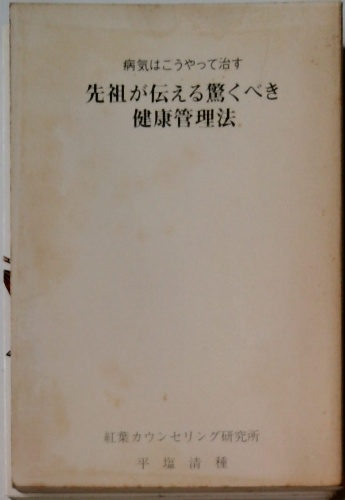 病気はこうやって治す
先祖が伝える驚くべき
健康管理法
紅葉カウンセリング研究所
平塩清種